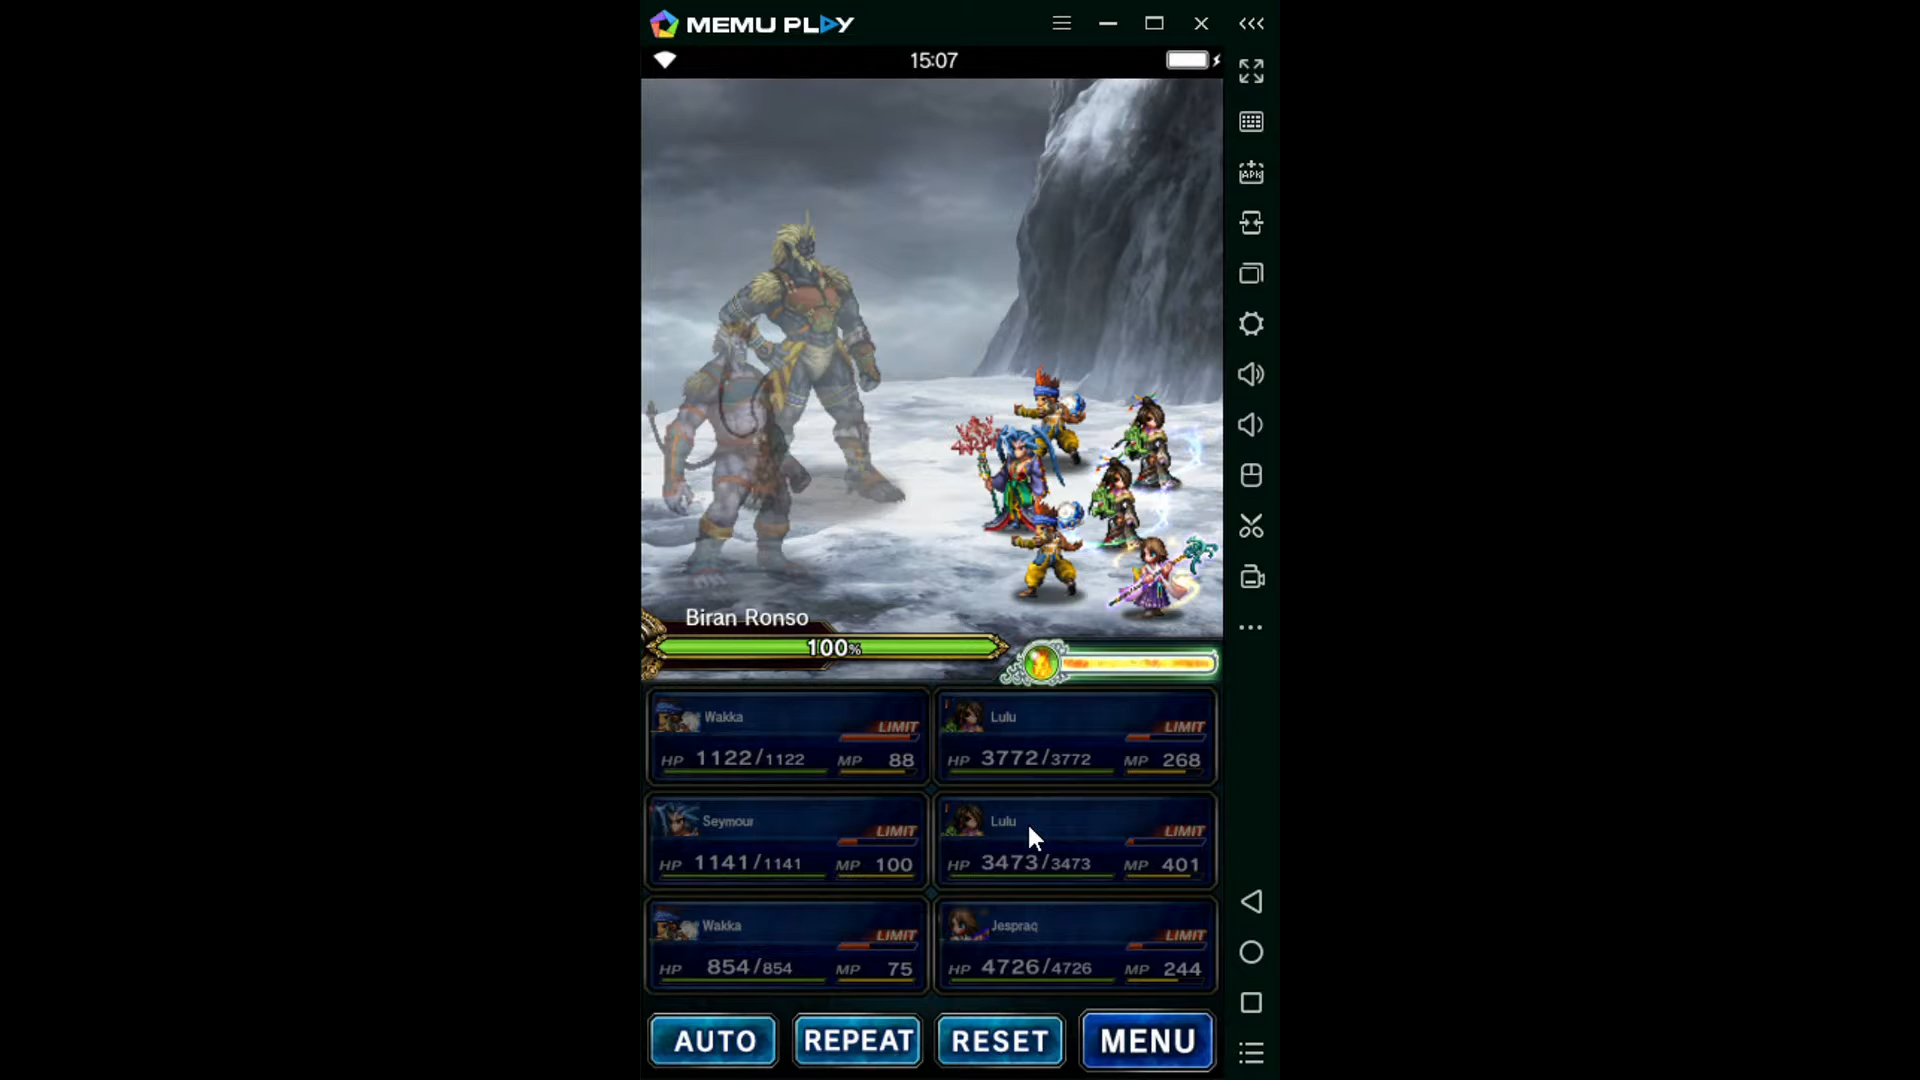 MEMU PLAY
15:07
APK
Biran Ronso
100%
Wakka
LIMIT
HP 1122/1122 MP 88
Lulu
LIMIT
HP 3772/3772 MP 268
Seymour
LIMIT
HP 1141/1141 MP 100
Lulu
LIMIT
HP 3473/3473 MP 401
Wakka
LIMIT
HP 854/854 MP 75
Jespraq
LIMIT
HP 4726/4726 MP 244
AUTO REPEAT RESET MENU